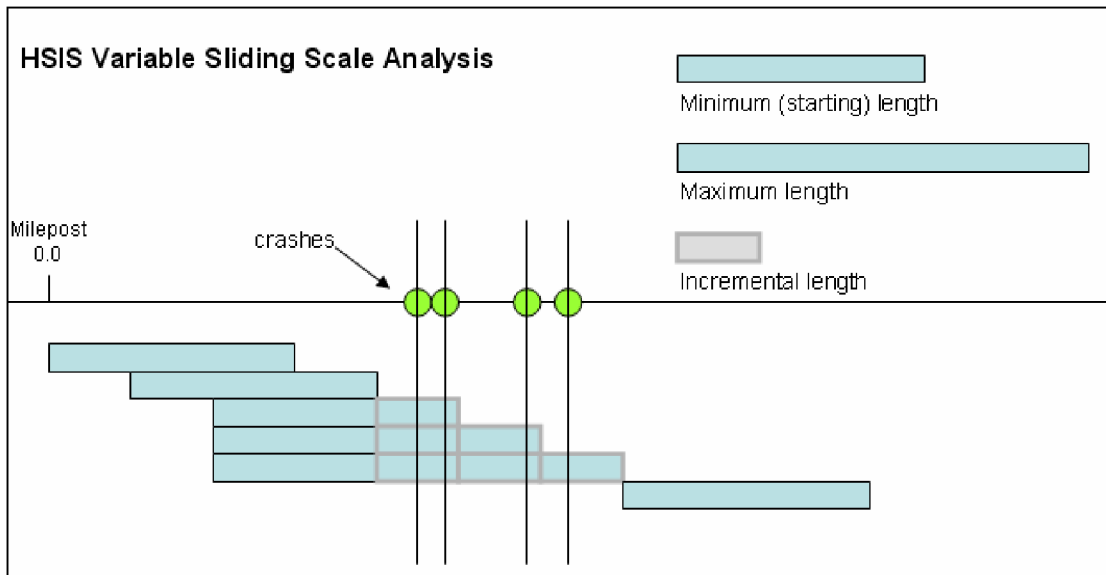 HSIS Variable Sliding Scale Analysis
Minimum (starting) length
Maximum length
Milepost
0.0
crashes
Incremental length